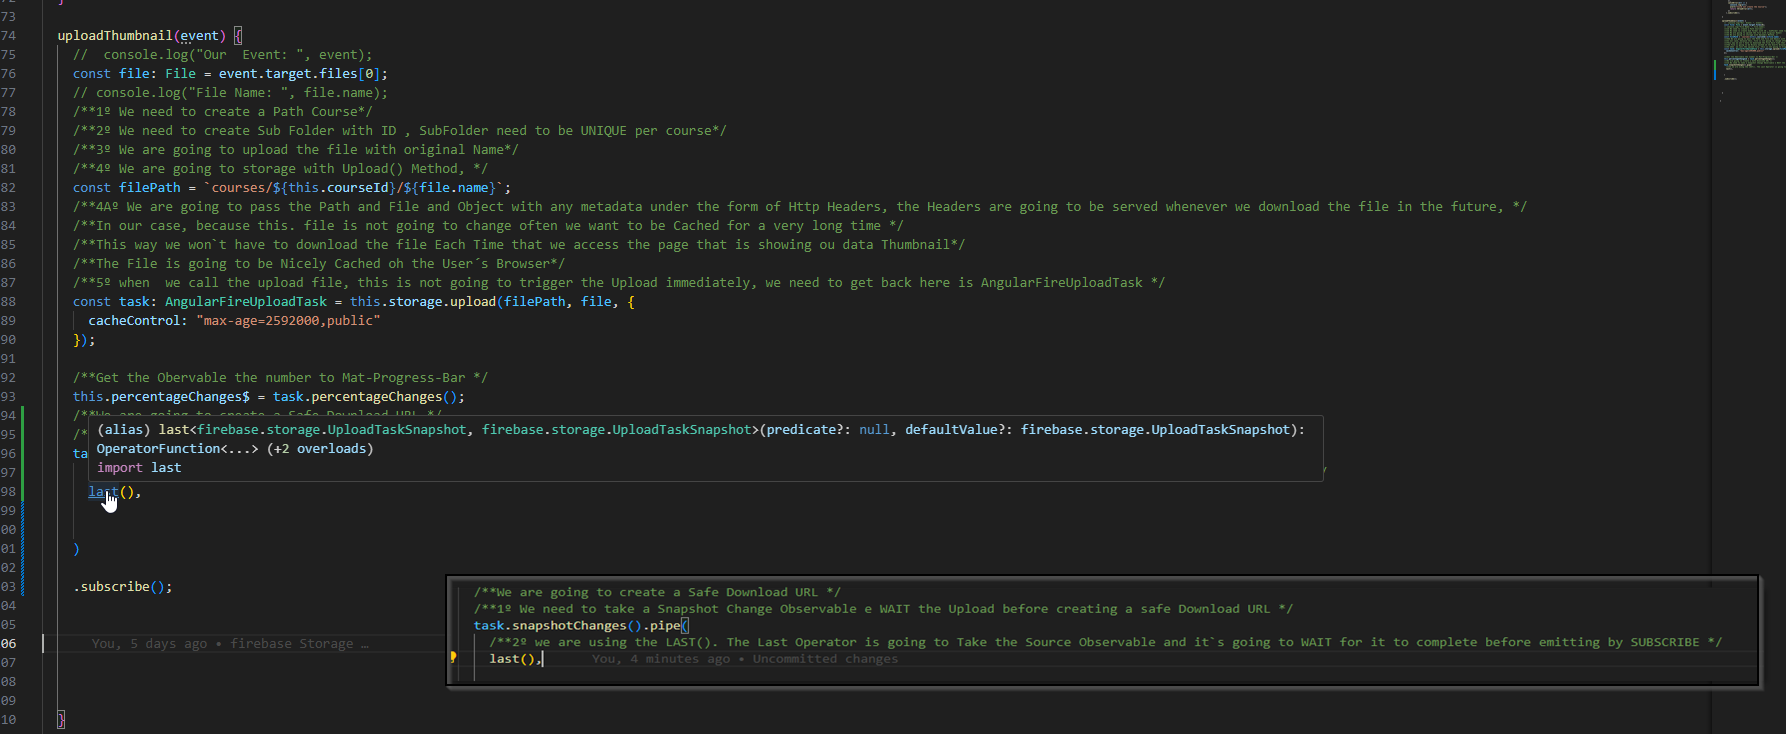 73
74 uploadThumbnail(event) {
75 //  console.log("Our  Event: ", event);
76 const file: File = event.target.files[0];
77 // console.log("File Name: ", file.name);
78 /**1º We need to create a Path Course*/
79 /**2º We need to create Sub Folder with ID , SubFolder need to be UNIQUE per course*/
80 /**3º We are going to upload the file with original Name*/
81 /**4º We are going to storage with Upload() Method, */
82 const filePath = `courses/${this.courseId}/${file.name}`;
83 /**4Aº We are going to pass the Path and File and Object with any metadata under the form of Http Headers, the Headers are going to be served whenever we download the file in the future, */
84 /**In our case, because this. file is not going to change often we want to be Cached for a very long time */
85 /**This way we won`t have to download the file Each Time that we access the page that is showing ou data Thumbnail*/
86 /**The File is going to be Nicely Cached oh the User´s Browser*/
87 /**5º when  we call the upload file, this is not going to trigger the Upload immediately, we need to get back here is AngularFireUploadTask */
88 const task: AngularFireUploadTask = this.storage.upload(filePath, file, {
89 cacheControl: "max-age=2592000,public"
90 });
91
92 /**Get the Obervable the number to Mat-Progress-Bar */
93 this.percentageChanges$ = task.percentageChanges();
94 /**We are going to create a Safe Download URL */
(alias) last<firebase.storage.UploadTaskSnapshot, firebase.storage.UploadTaskSnapshot>(predicate?: null, defaultValue?: firebase.storage.UploadTaskSnapshot):
95 /*
OperatorFunction<...> (+2 overloads)
96 ta
import last
97
98 last(),
99
00
01 )
02
03 .subscribe();
/**We are going to create a Safe Download URL */
04
/**1º We need to take a Snapshot Change Observable e WAIT the Upload before creating a safe Download URL */
05
task.snapshotChanges().pipe(
06 You, 5 days ago • firebase Storage …
/**2º we are using the LAST(). The Last Operator is going to Take the Source Observable and it`s going to WAIT for it to complete before emitting by SUBSCRIBE */
07
last(), You, 4 minutes ago • Uncommitted changes
08
09
10 }